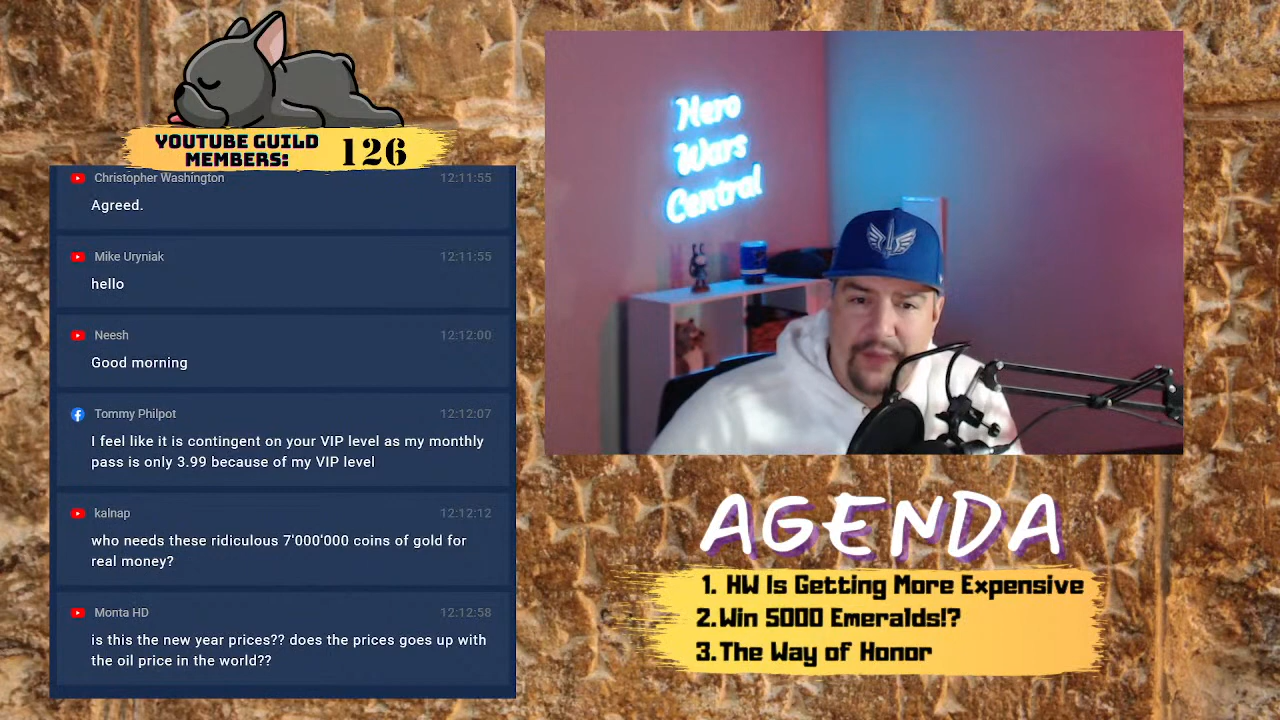 YOUTUBE GUILD
MEMBERS: 126
Christopher Washington 12:11:55
Agreed.
Mike Uryniak 12:11:55
hello
Neesh 12:12:00
Good morning
Tommy Philpot 12:12:07
I feel like it is contingent on your VIP level as my monthly
pass is only 3.99 because of my VIP level
kalnap 12:12:12
who needs these ridiculous 7'000'000 coins of gold for
real money?
Monta HD 12:12:58
is this the new year prices?? does the prices goes up with
the oil price in the world??
Hero
Wars
Central
AGENDA
1. HW Is Getting More Expensive
2.Win 5000 Emeralds!?
3.The Way of Honor